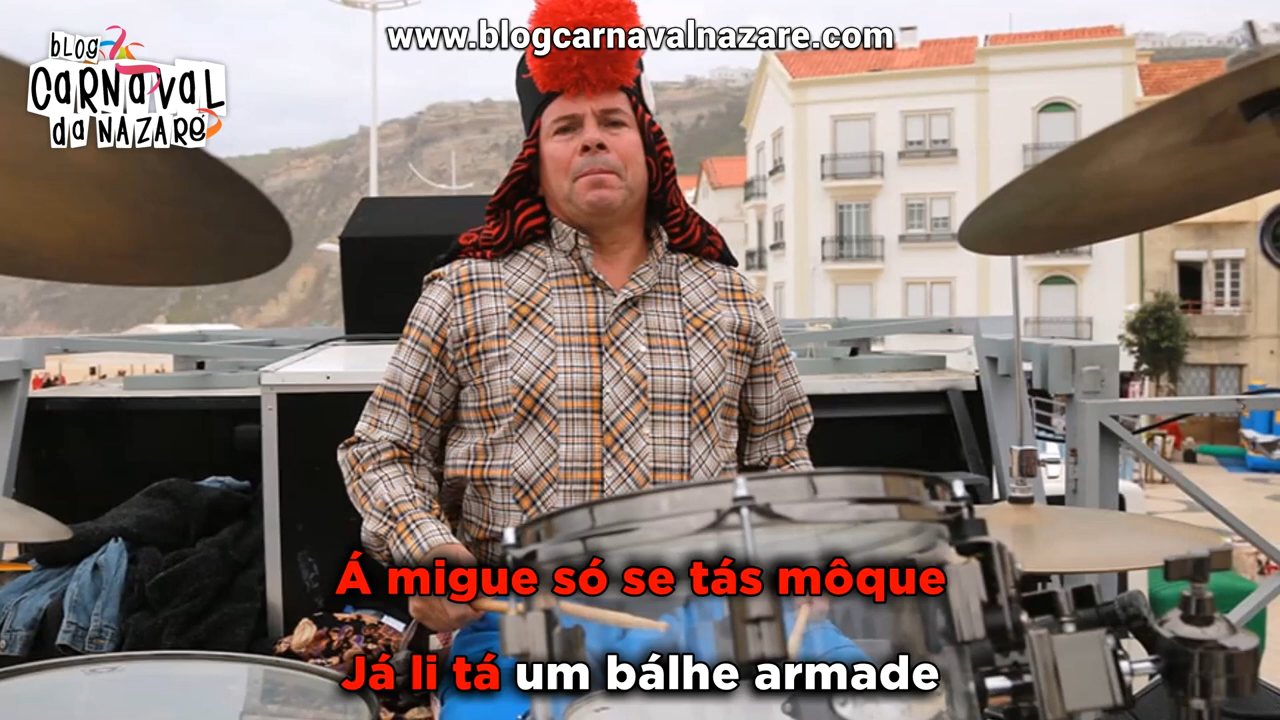 www.blogcarnavalnazare.com
blog
CARNAVAL
da NAZARÉ
Á migue só se tás môque
Já li tá um bálhe armade